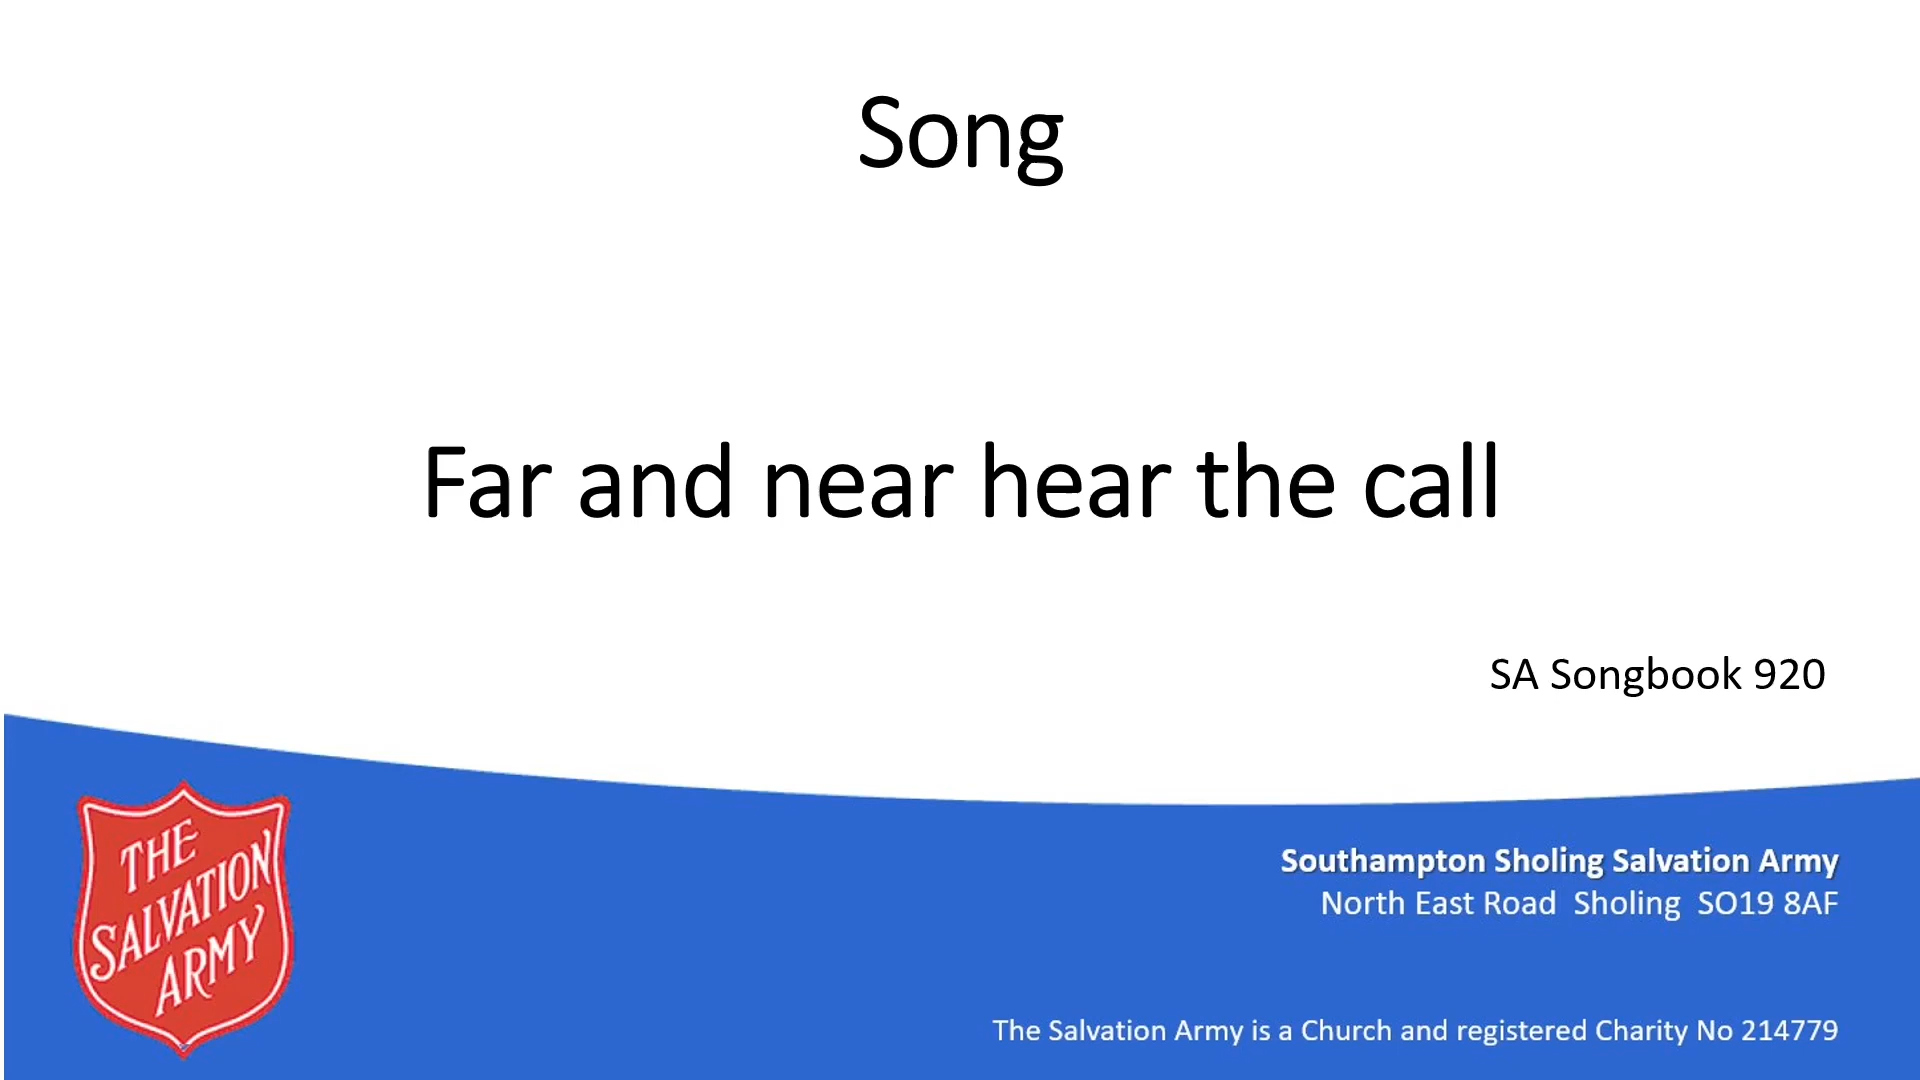 Song
Far and near hear the call
SA Songbook 920
THE
SALVATION
ARMY
Southampton Sholing Salvation Army
North East Road  Sholing  SO19 8AF
The Salvation Army is a Church and registered Charity No 214779